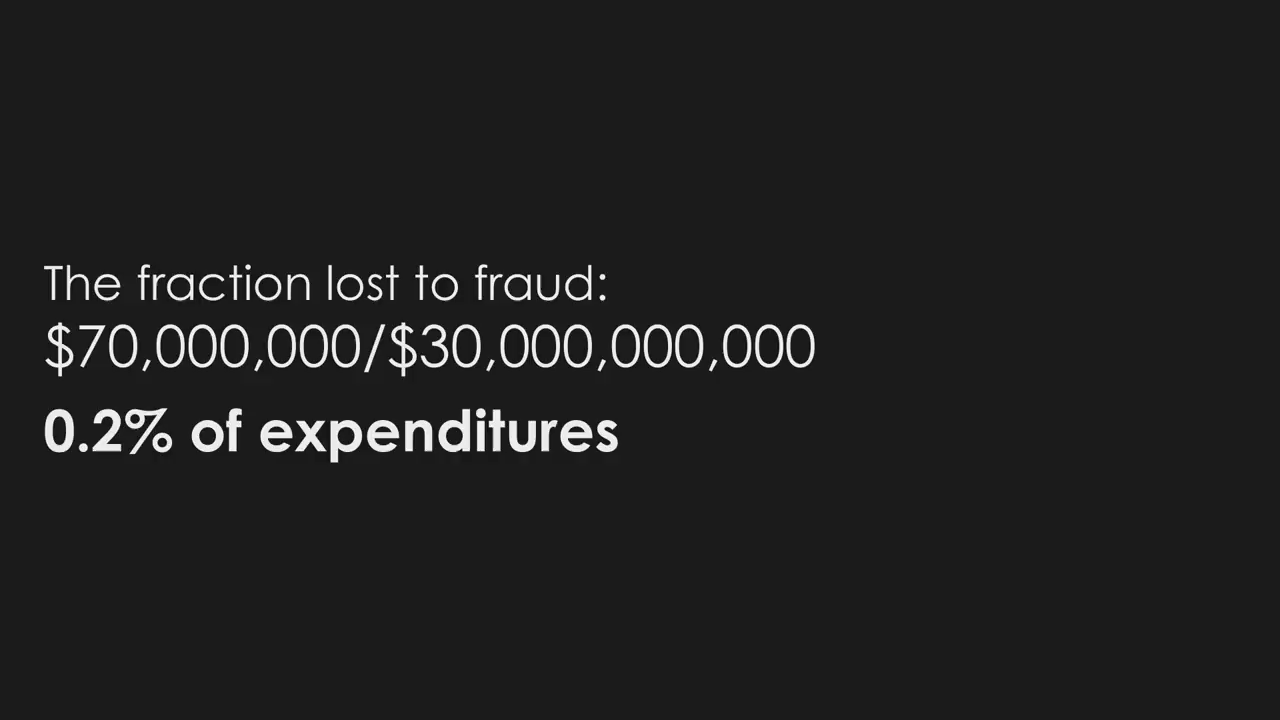 The fraction lost to fraud:
$70,000,000/$30,000,000,000
0.2% of expenditures